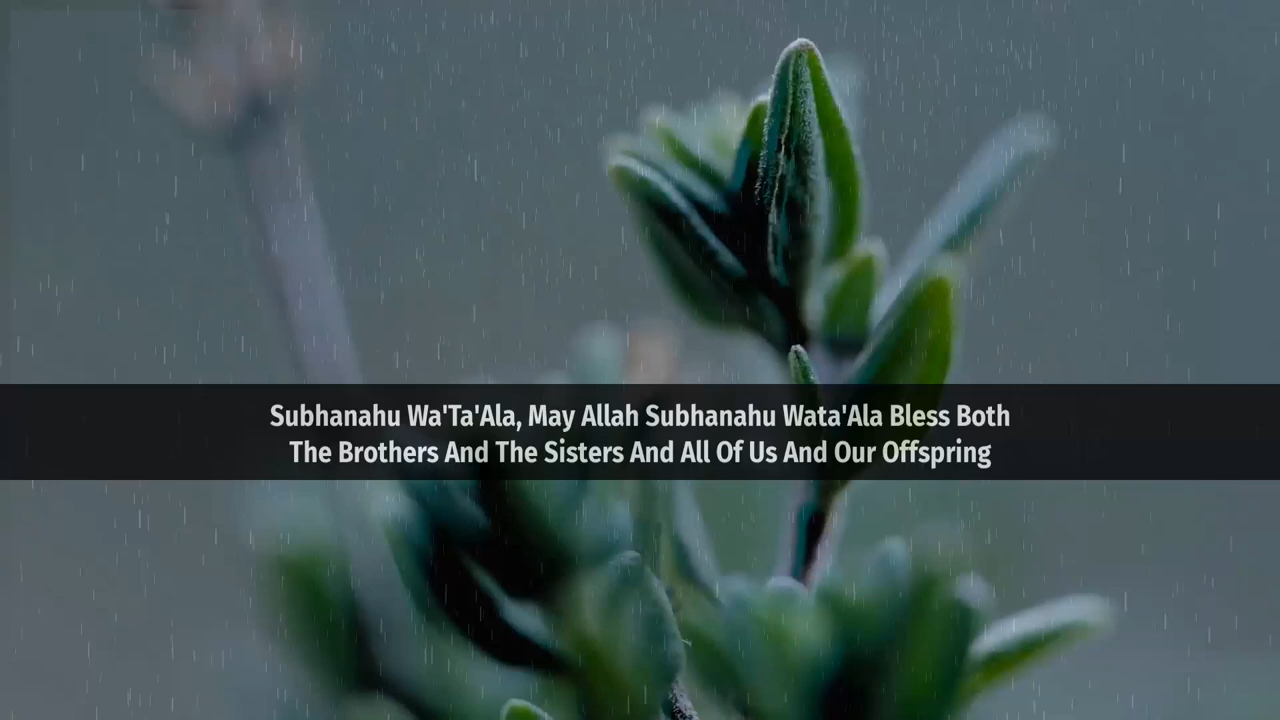 Subhanahu Wa'Ta'Ala, May Allah Subhanahu Wata'Ala Bless Both
The Brothers And The Sisters And All Of Us And Our Offspring